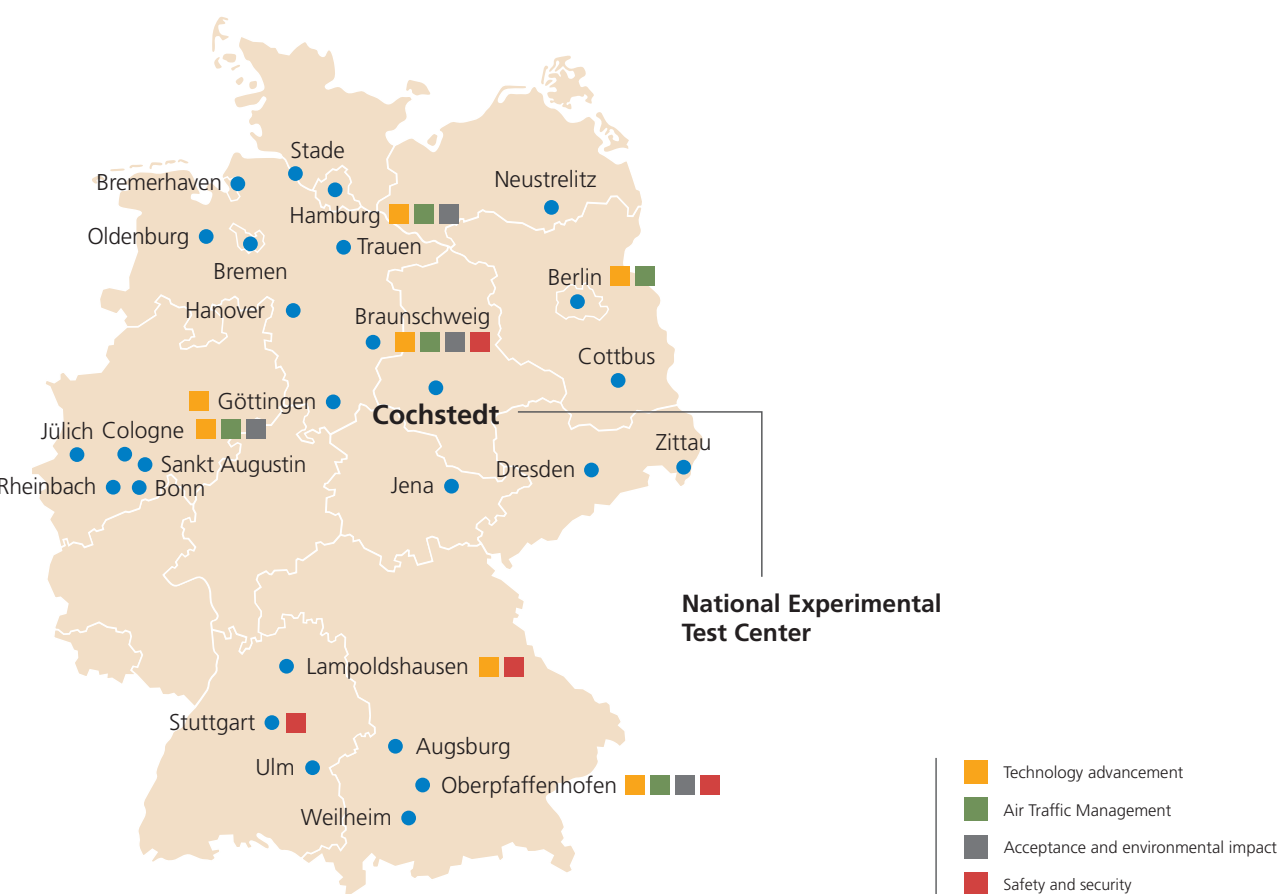 Stade
Bremerhaven
Neustrelitz
Hamburg
Oldenburg
Trauen
Bremen
Berlin
Hanover
Braunschweig
Cottbus
Göttingen
Cochstedt
Jülich
Cologne
Zittau
Sankt Augustin
Dresden
Rheinbach
Bonn
Jena
National Experimental
Test Center
Lampoldshausen
Stuttgart
Augsburg
Ulm
Oberpfaffenhofen
Weilheim
Technology advancement
Air Traffic Management
Acceptance and environmental impact
Safety and security